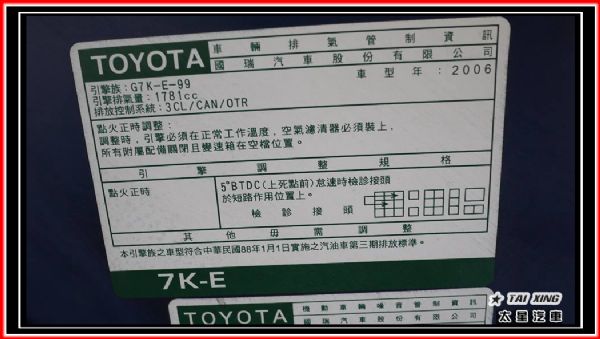 TOYOTA 車輛排氣管制資訊
國瑞汽車股份有限公司
車型年：2006
引擎族：G7K-E-99
引擎排氣量：1781cc
排放控制系統：3CL/CAN/OTR
點火正時調整：
調整時，引擎必須在正常工作溫度，空氣濾清器必須裝上，
所有附屬配備關閉且變速箱在空檔位置。
引擎調整規格
點火正時
5°BTDC(上死點前)怠速時檢診接頭
於短路作用位置上。
檢診接頭
其他毋需調整
本引擎族之車型符合中華民國88年1月1日實施之汽油車第三期排放標準。
7K-E
TOYOTA 機動車輛噪音管制資訊
國瑞汽車股份有限公司
TAI XING
太星汽車